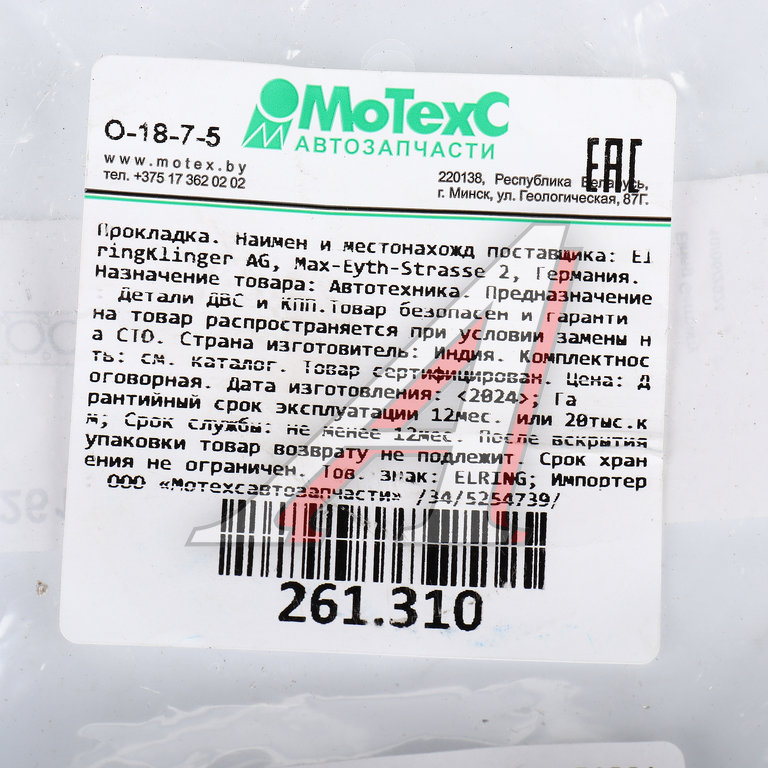 МоТехС
АВТОЗАПЧАСТИ
О-18-7-5
www.motex.by
тел. +375 17 362 02 02
ЕАС
220138, Республика Беларусь,
г. Минск, ул. Геологическая, 87Г.
Прокладка. Наимен и местонахожд поставщика: El
ringKlinger AG, Max-Eyth-Strasse 2, Германия.
Назначение товара: Автотехника. Предназначение
: Детали ДВС и КПП.Товар безопасен и гаранти
на товар распространяется при условии замены н
а СТО. Страна изготовитель: Индия. Комплектнос
ть: см. каталог. Товар сертифицирован. Цена: Д
оговорная. Дата изготовления: <2024>; Га
рантийный срок эксплуатации 12мес. или 20тыс.к
м; Срок службы: не менее 12мес. После вскрытия
упаковки товар возврату не подлежит. Срок хран
ения не ограничен. Тов. знак: ELRING; Импортер
: ООО «Мотехсавтозапчасти» /34/5254739/
261.310